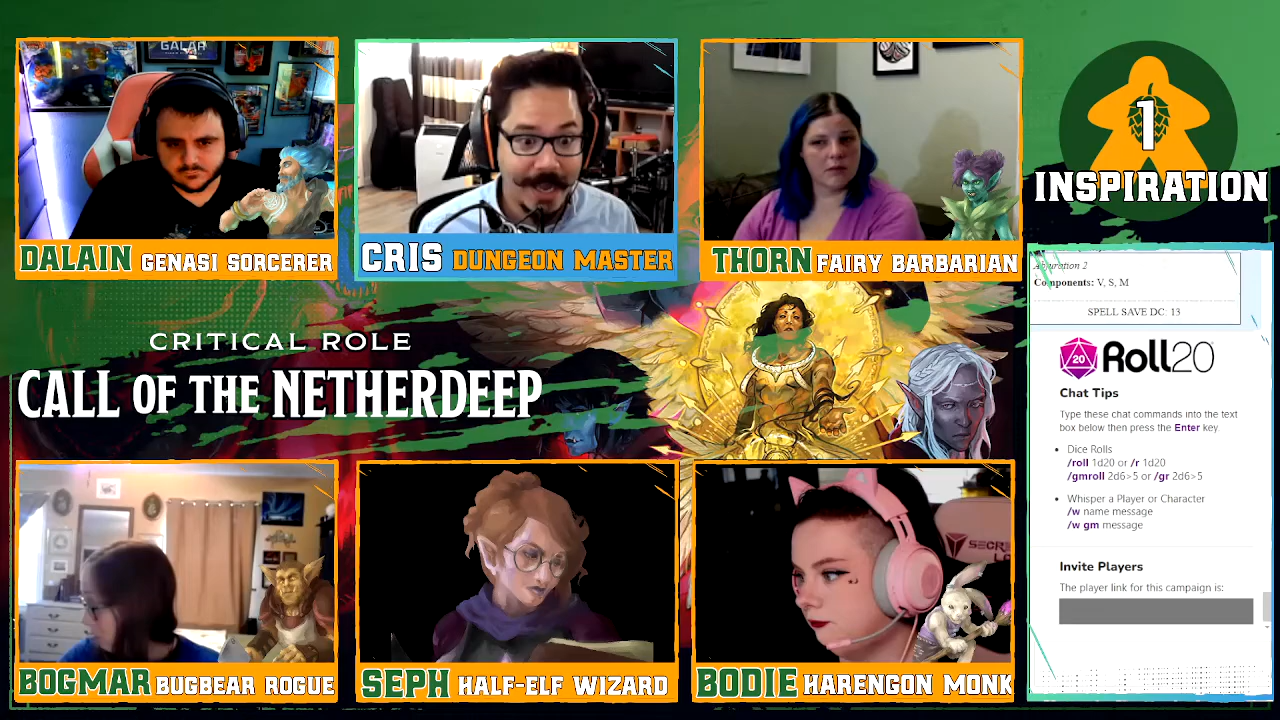 GALAR
DALAIN GENASI SORCERER
CRIS DUNGEON MASTER
THORN FAIRY BARBARIAN
1
INSPIRATION
Components: V, S, M
SPELL SAVE DC 13
20 Roll20
Chat Tips
Type these chat commands into the text
box below then press the Enter key.
• Dice Rolls
/roll 1d20 or /r 1d20
/gmroll 2d6>5 or /gr 2d6>5
• Whisper a Player or Character
/w name message
/w gm message
Invite Players
The player link for this campaign is:
CRITICAL ROLE
CALL OF THE NETHERDEEP
BOGMAR BUGBEAR ROGUE
SEPH HALF-ELF WIZARD
BODIE HARENGON MONK